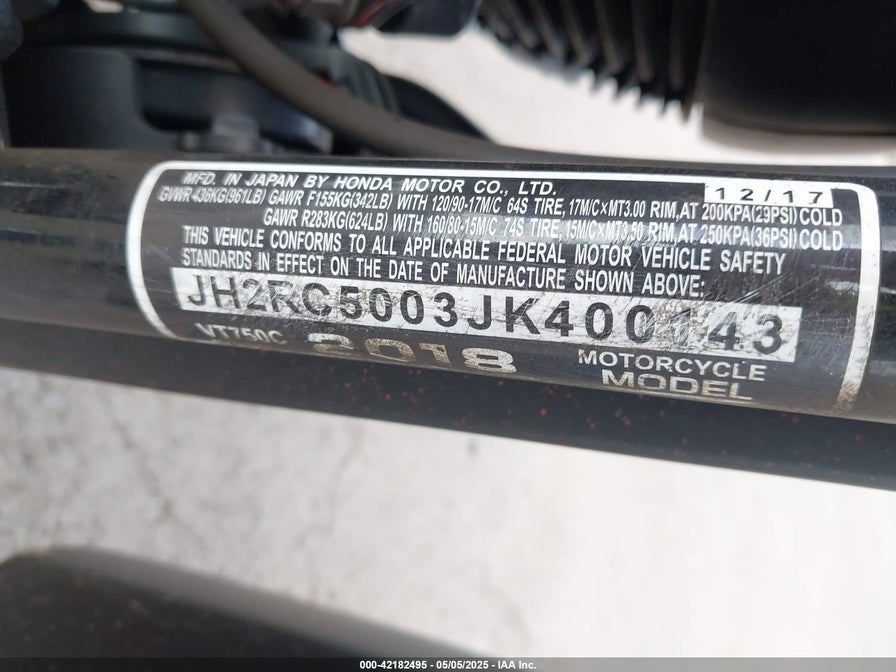 MFD. IN JAPAN BY HONDA MOTOR CO., LTD. 12/17
GVWR 436KG(961LB) GAWR F155KG(342LB) WITH 120/90-17M/C 64S TIRE, 17M/C×MT3.00 RIM, AT 200KPA(29PSI) COLD
GAWR R283KG(624LB) WITH 160/80-15M/C 74S TIRE, 15M/C×MT3.50 RIM, AT 250KPA(36PSI) COLD
THIS VEHICLE CONFORMS TO ALL APPLICABLE FEDERAL MOTOR VEHICLE SAFETY
STANDARDS IN EFFECT ON THE DATE OF MANUFACTURE SHOWN ABOVE:
JH2RC5003JK400143
VT750C 2018 MOTORCYCLE
MODEL
000-42182495 - 05/05/2025 - IAA Inc.